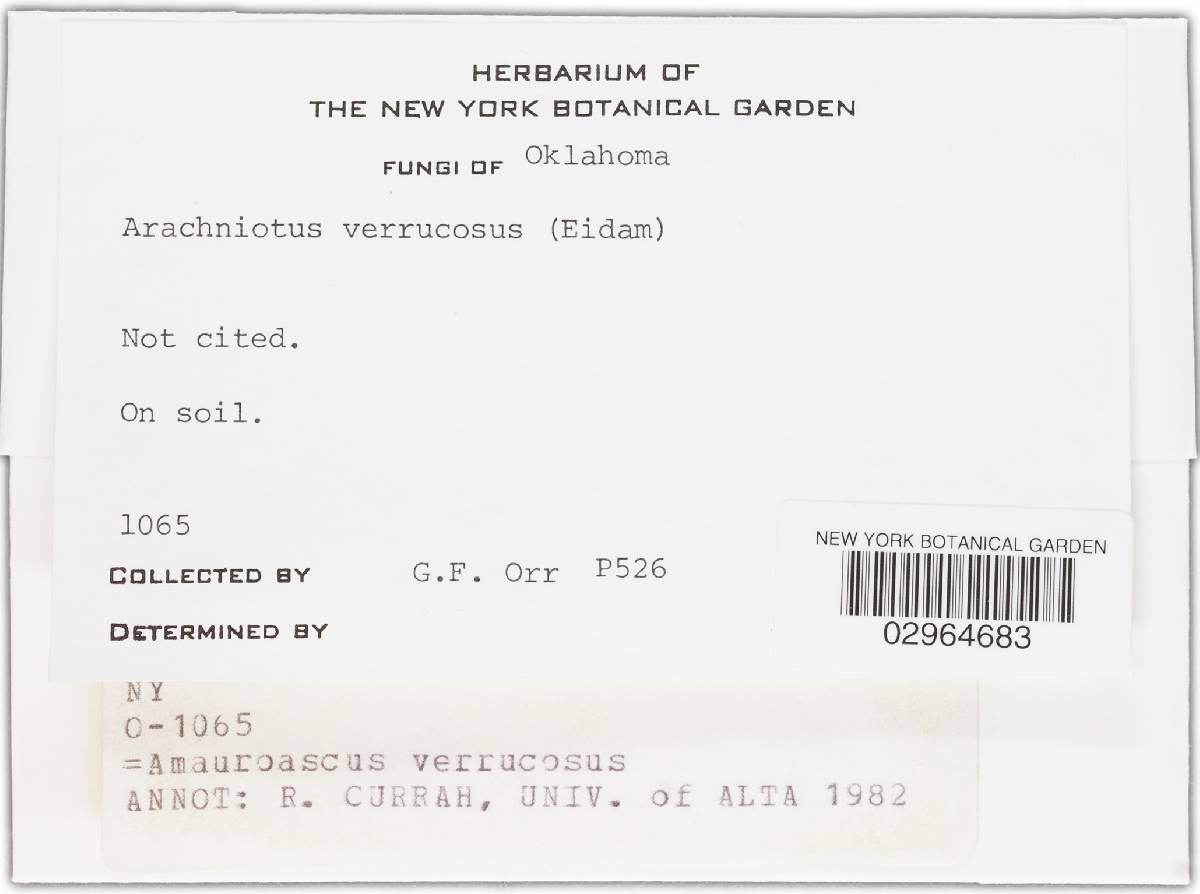 HERBARIUM OF
THE NEW YORK BOTANICAL GARDEN
FUNGI OF Oklahoma
Arachniotus verrucosus (Eidam)
Not cited.
On soil.
1065
COLLECTED BY G.F. Orr P526
DETERMINED BY
NEW YORK BOTANICAL GARDEN
02964683
NY
O-1065
=Amauroascus verrucosus
ANNOT: R. CURRAH, UNIV. of ALTA 1982